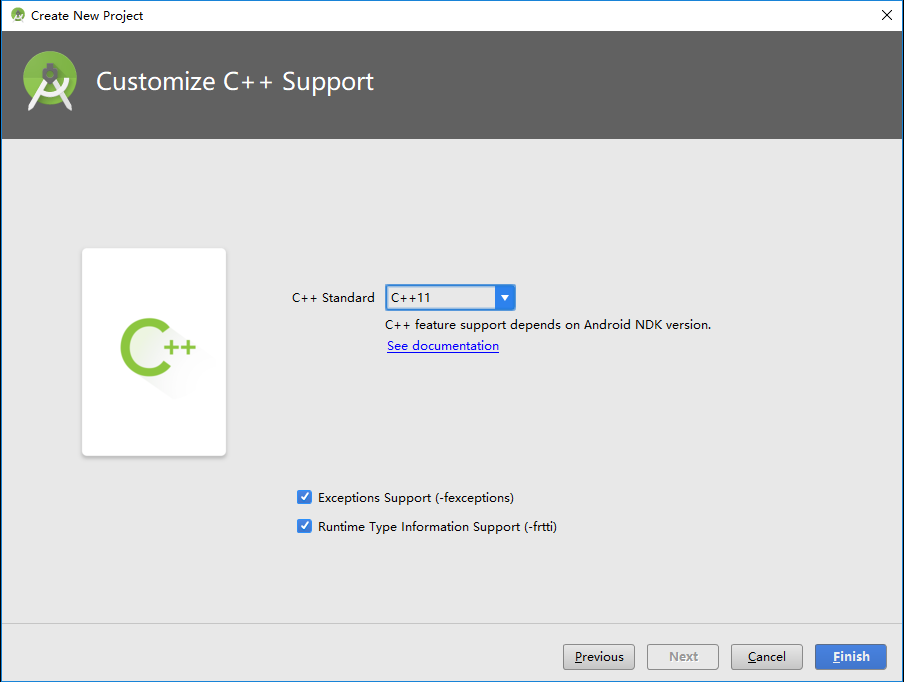 Create New Project
Customize C++ Support
C++ Standard
C++11
C++ feature support depends on Android NDK version.
See documentation
C++
Exceptions Support (-fexceptions)
Runtime Type Information Support (-frtti)
Previous
Next
Cancel
Finish